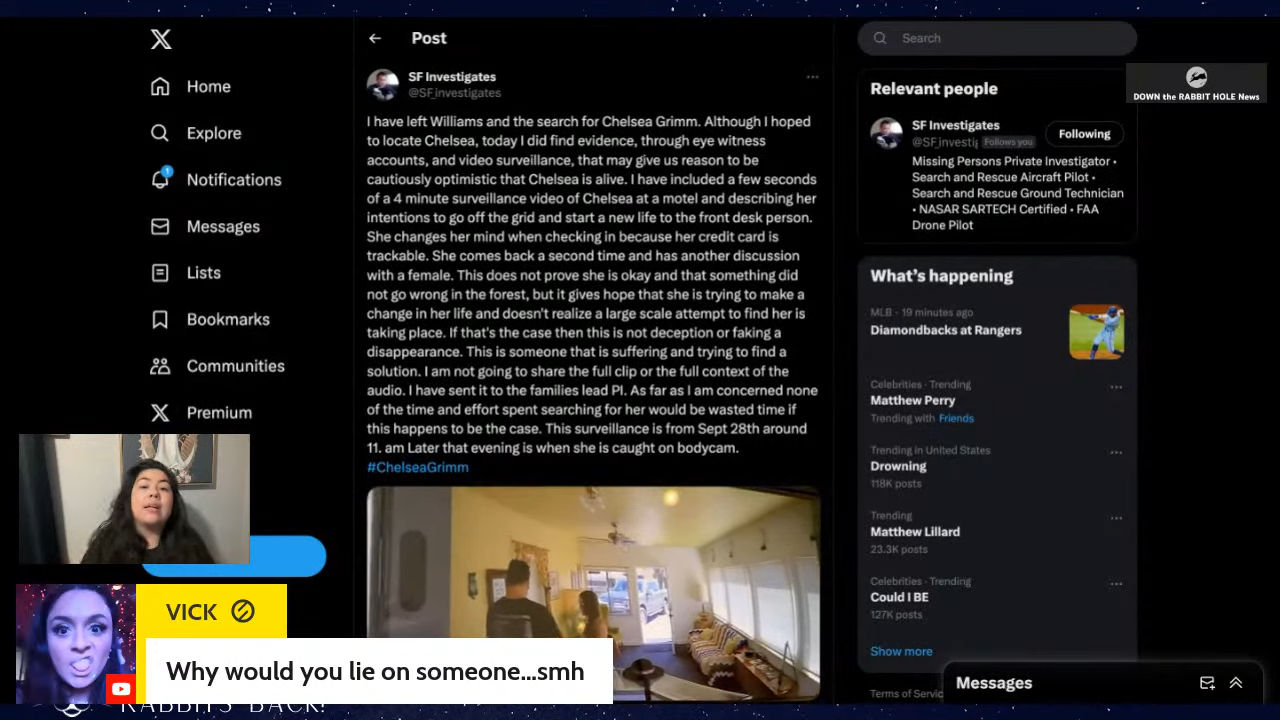 Home
Explore
1
Notifications
Messages
Lists
Bookmarks
Communities
Premium
Post
SF Investigates
@SF_investigates
I have left Williams and the search for Chelsea Grimm. Although I hoped
to locate Chelsea, today I did find evidence, through eye witness
accounts, and video surveillance, that may give us reason to be
cautiously optimistic that Chelsea is alive. I have included a few seconds
of a 4 minute surveillance video of Chelsea at a motel and describing her
intentions to go off the grid and start a new life to the front desk person.
She changes her mind when checking in because her credit card is
trackable. She comes back a second time and has another discussion
with a female. This does not prove she is okay and that something did
not go wrong in the forest, but it gives hope that she is trying to make a
change in her life and doesn't realize a large scale attempt to find her is
taking place. If that's the case then this is not deception or faking a
disappearance. This is someone that is suffering and trying to find a
solution. I am not going to share the full clip or the full context of the
audio. I have sent it to the families lead PI. As far as I am concerned none
of the time and effort spent searching for her would be wasted time if
this happens to be the case. This surveillance is from Sept 28th around
11. am Later that evening is when she is caught on bodycam.
#ChelseaGrimm
Search
DOWN the RABBIT HOLE News
Relevant people
SF Investigates
@SF_investig Follows you
Following
Missing Persons Private Investigator •
Search and Rescue Aircraft Pilot •
Search and Rescue Ground Technician
• NASAR SARTECH Certified • FAA
Drone Pilot
What's happening
MLB · 19 minutes ago
Diamondbacks at Rangers
Celebrities · Trending
Matthew Perry
Trending with Friends
Trending in United States
Drowning
118K posts
Trending
Matthew Lillard
23.3K posts
Celebrities · Trending
Could I BE
127K posts
Show more
Terms of Servic
Messages
VICK
Why would you lie on someone...smh
RABBITS BACK!